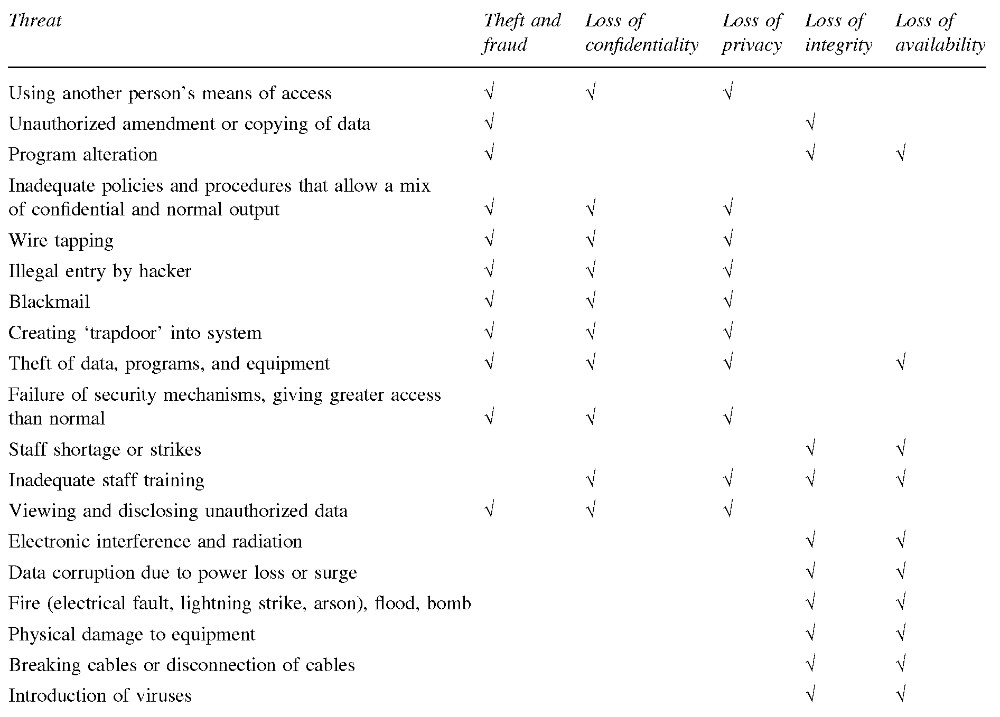 Threat Theft and Loss of Loss of Loss of Loss of
fraud confidentiality privacy integrity availability
Using another person’s means of access √ √ √
Unauthorized amendment or copying of data √ √
Program alteration √ √ √
Inadequate policies and procedures that allow a mix
of confidential and normal output √ √ √
Wire tapping √ √ √
Illegal entry by hacker √ √ √
Blackmail √ √ √
Creating ‘trapdoor’ into system √ √ √
Theft of data, programs, and equipment √ √ √ √
Failure of security mechanisms, giving greater access
than normal √ √ √
Staff shortage or strikes √ √
Inadequate staff training √ √ √ √
Viewing and disclosing unauthorized data √ √ √
Electronic interference and radiation √ √
Data corruption due to power loss or surge √ √
Fire (electrical fault, lightning strike, arson), flood, bomb √ √
Physical damage to equipment √ √
Breaking cables or disconnection of cables √ √
Introduction of viruses √ √